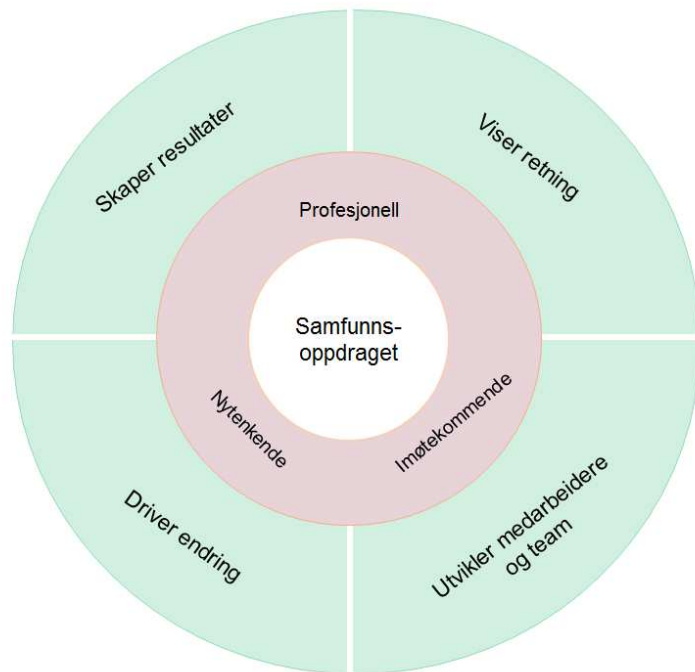 Skaper resultater
Viser retning
Profesjonell
Samfunns-
oppdraget
Nytenkende
Imøtekommende
Driver endring
Utvikler medarbeidere
og team